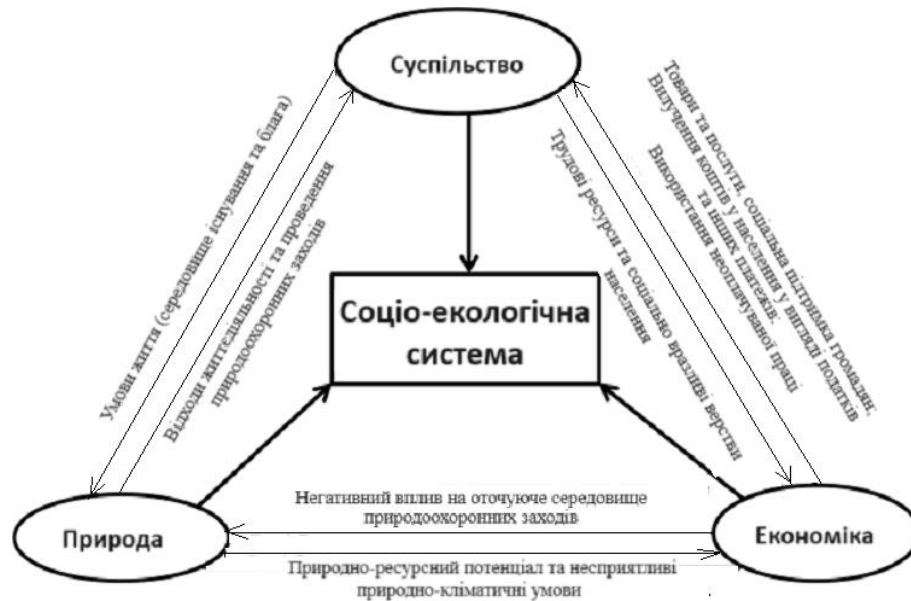 Суспільство
Умови життя (середовище існування та блага)
Відходи життєдіяльності та проведення
природоохоронних заходів
Товари та послуги, соціальна підтримка громадян;
Вилучення коштів у населення у вигляді податків
та інших платежів;
Використання неоплачуваної праці
Трудові ресурси та соціально вразливі верстви
населення
Соціо-екологічна
система
Негативний вплив на оточуюче середовище
природоохоронних заходів
Природа
Економіка
Природно-ресурсний потенціал та несприятливі
природно-кліматичні умови